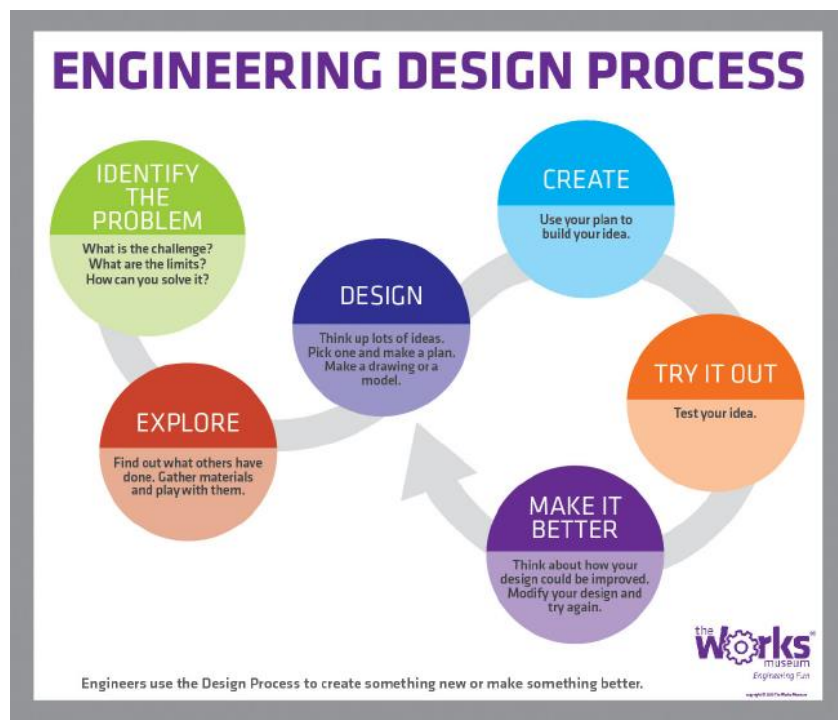 ENGINEERING DESIGN PROCESS
IDENTIFY
THE
PROBLEM
What is the challenge?
What are the limits?
How can you solve it?
EXPLORE
Find out what others have
done. Gather materials
and play with them.
DESIGN
Think up lots of ideas.
Pick one and make a plan.
Make a drawing or a
model.
CREATE
Use your plan to
build your idea.
TRY IT OUT
Test your idea.
MAKE IT
BETTER
Think about how your
design could be improved.
Modify your design and
try again.
Engineers use the Design Process to create something new or make something better.
the
Works®
museum
Engineering Fun